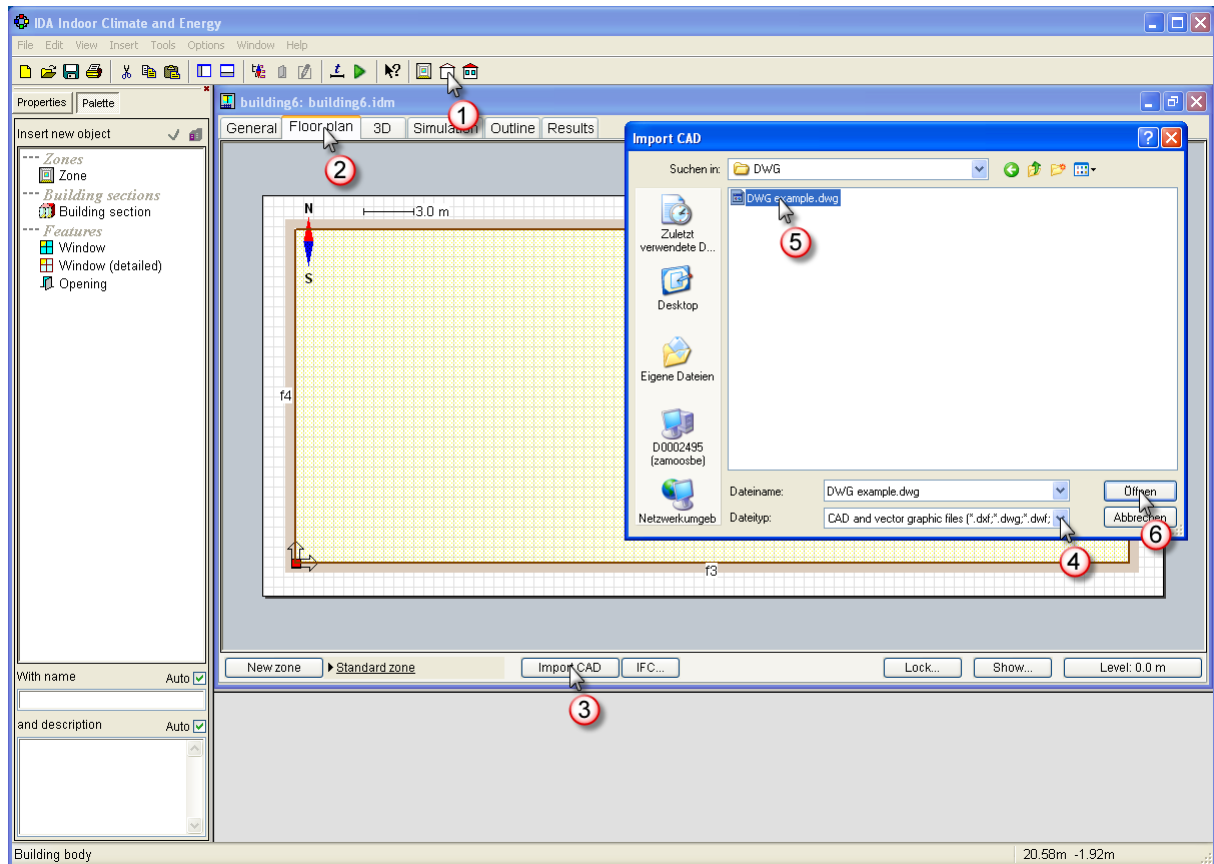 IDA Indoor Climate and Energy
File Edit View Insert Tools Options Window Help
Properties Palette
Insert new object
--- Zones
Zone
--- Building sections
Building section
--- Features
Window
Window (detailed)
Opening
With name Auto
and description Auto
building6: building6.idm
General Floor plan 3D Simulation Outline Results
1
2
N
3.0 m
S
f4
f3
New zone Standard zone Import CAD IFC... Lock... Show... Level: 0.0 m
3
Import CAD
Suchen in: DWG
DWG example.dwg
5
Zuletzt
verwendete D...
Desktop
Eigene Dateien
D0002495
(zamoosbe)
Netzwerkumgeb
Dateiname: DWG example.dwg Öffnen
Dateityp: CAD and vector graphic files (*.dxf;*.dwg;*.dwf; Abbrechen
4
6
Building body
20.58m -1.92m